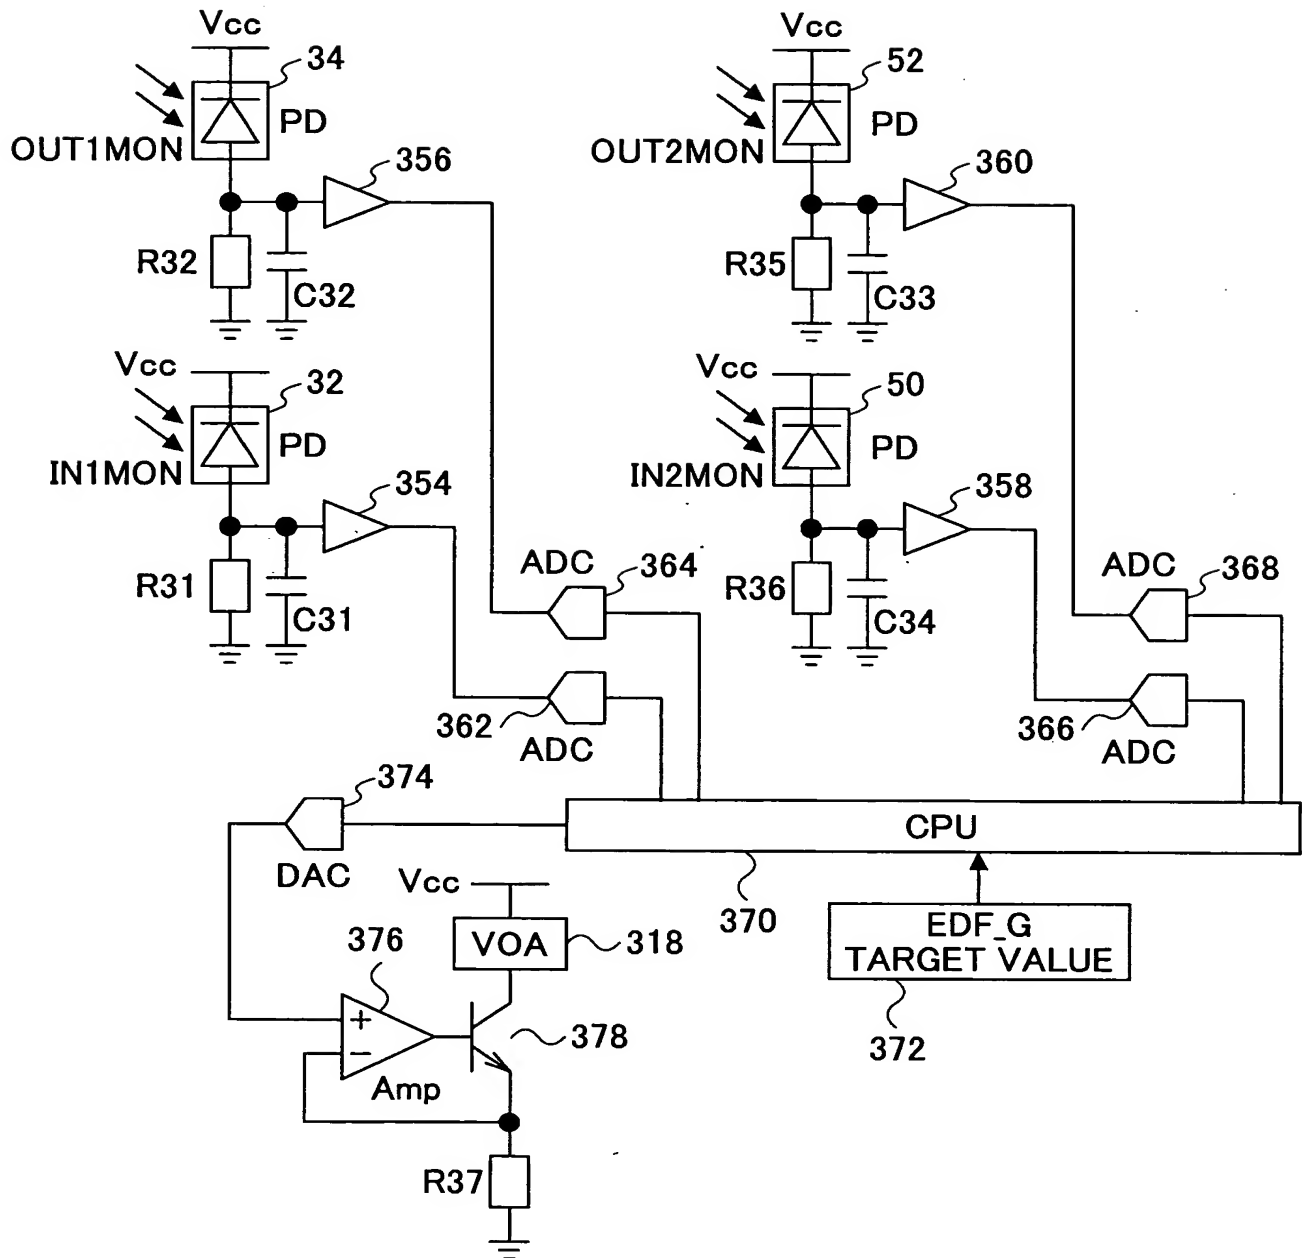 Vcc
34
PD
OUT1MON
356
R32
C32
Vcc
32
PD
IN1MON
354
R31
C31
Vcc
52
PD
OUT2MON
360
R35
C33
Vcc
50
PD
IN2MON
358
R36
C34
ADC
364
362
ADC
ADC
368
366
ADC
374
DAC
CPU
370
EDF_G
TARGET VALUE
372
Vcc
VOA
318
376
+
−
Amp
378
R37